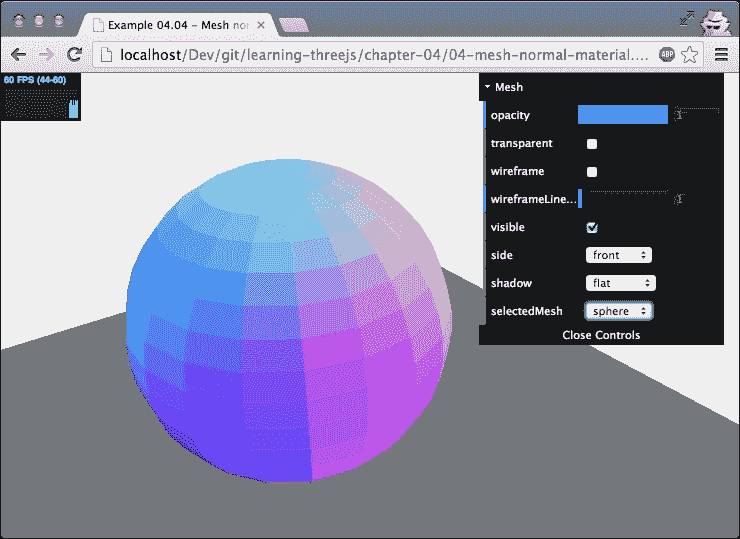 Example 04.04 - Mesh nor
localhost/Dev/git/learning-threejs/chapter-04/04-mesh-normal-material....
ABP
60 FPS (44-60)
Mesh
opacity 1
transparent
wireframe
wireframeLine... 1
visible
side front
shadow flat
selectedMesh sphere
Close Controls